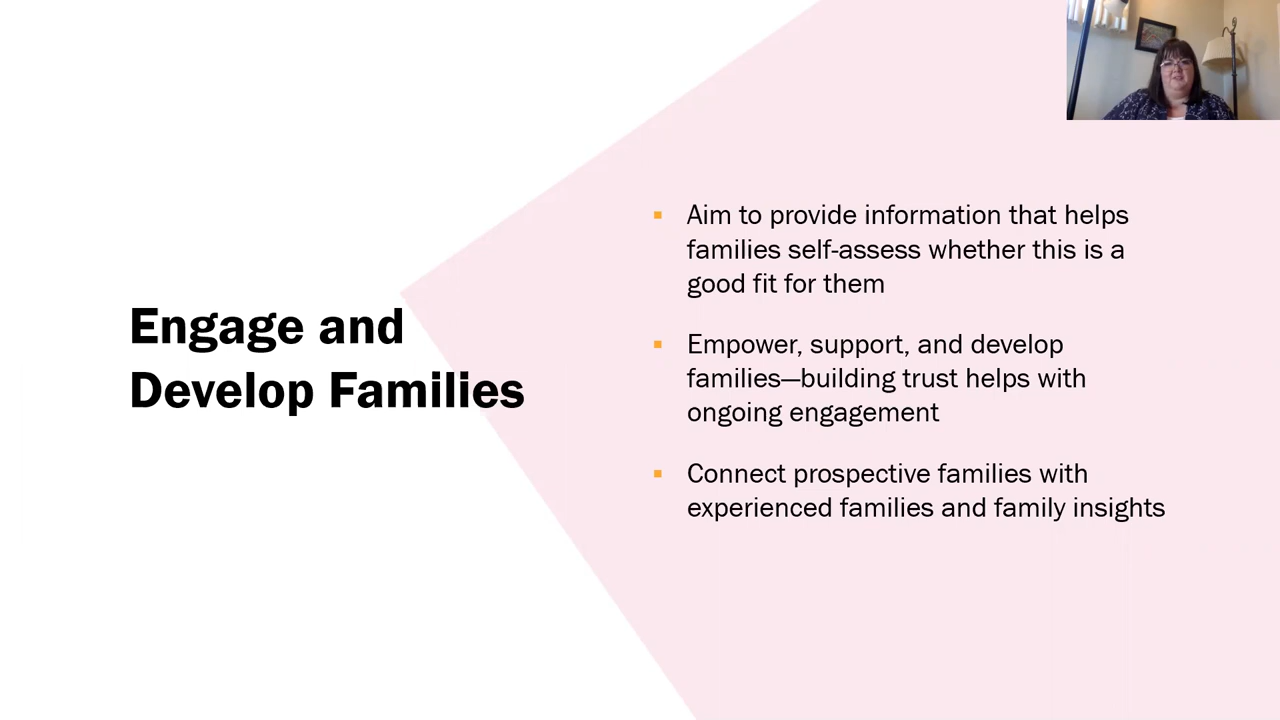 Engage and
Develop Families
Aim to provide information that helps
families self-assess whether this is a
good fit for them
Empower, support, and develop
families—building trust helps with
ongoing engagement
Connect prospective families with
experienced families and family insights